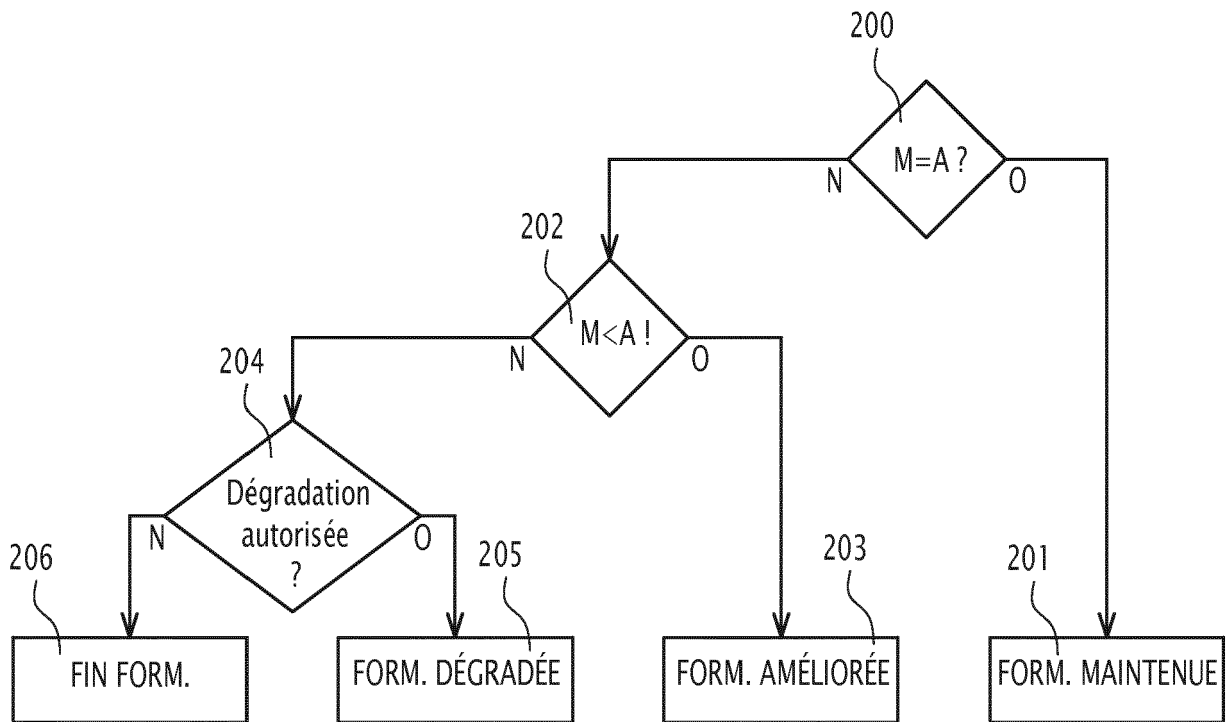 200
M=A ?
N
O
202
M<A !
N
O
204
Dégradation
autorisée
?
N
O
206
205
203
201
FIN FORM.
FORM. DÉGRADÉE
FORM. AMÉLIORÉE
FORM. MAINTENUE